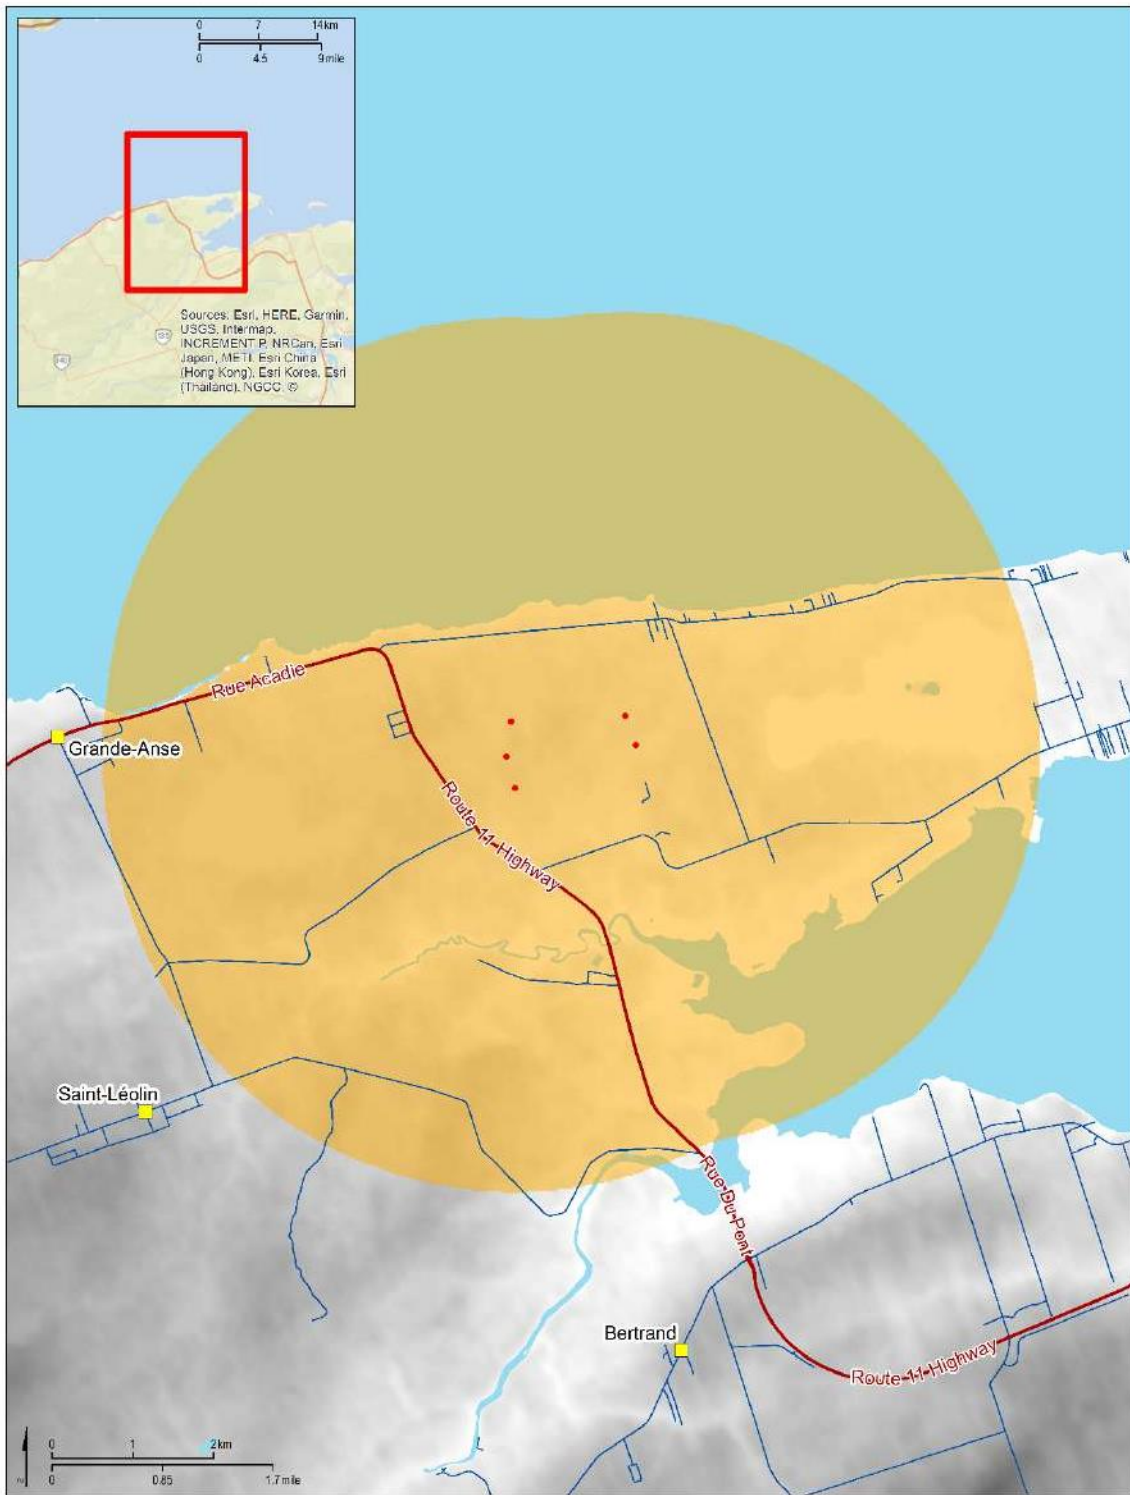 0 7 14km
0 4.5 9 mile
Sources: Esri, HERE, Garmin,
USGS, Intermap,
INCREMENT P, NRCan, Esri
Japan, METI, Esri China
(Hong Kong), Esri Korea, Esri
(Thailand), NGCC, ©
Rue Acadie
Grande-Anse
Route 11 Highway
Saint-Léolin
Rue Du Pont
Bertrand
Route 11 Highway
0 1 2km
0 0.85 1.7mile